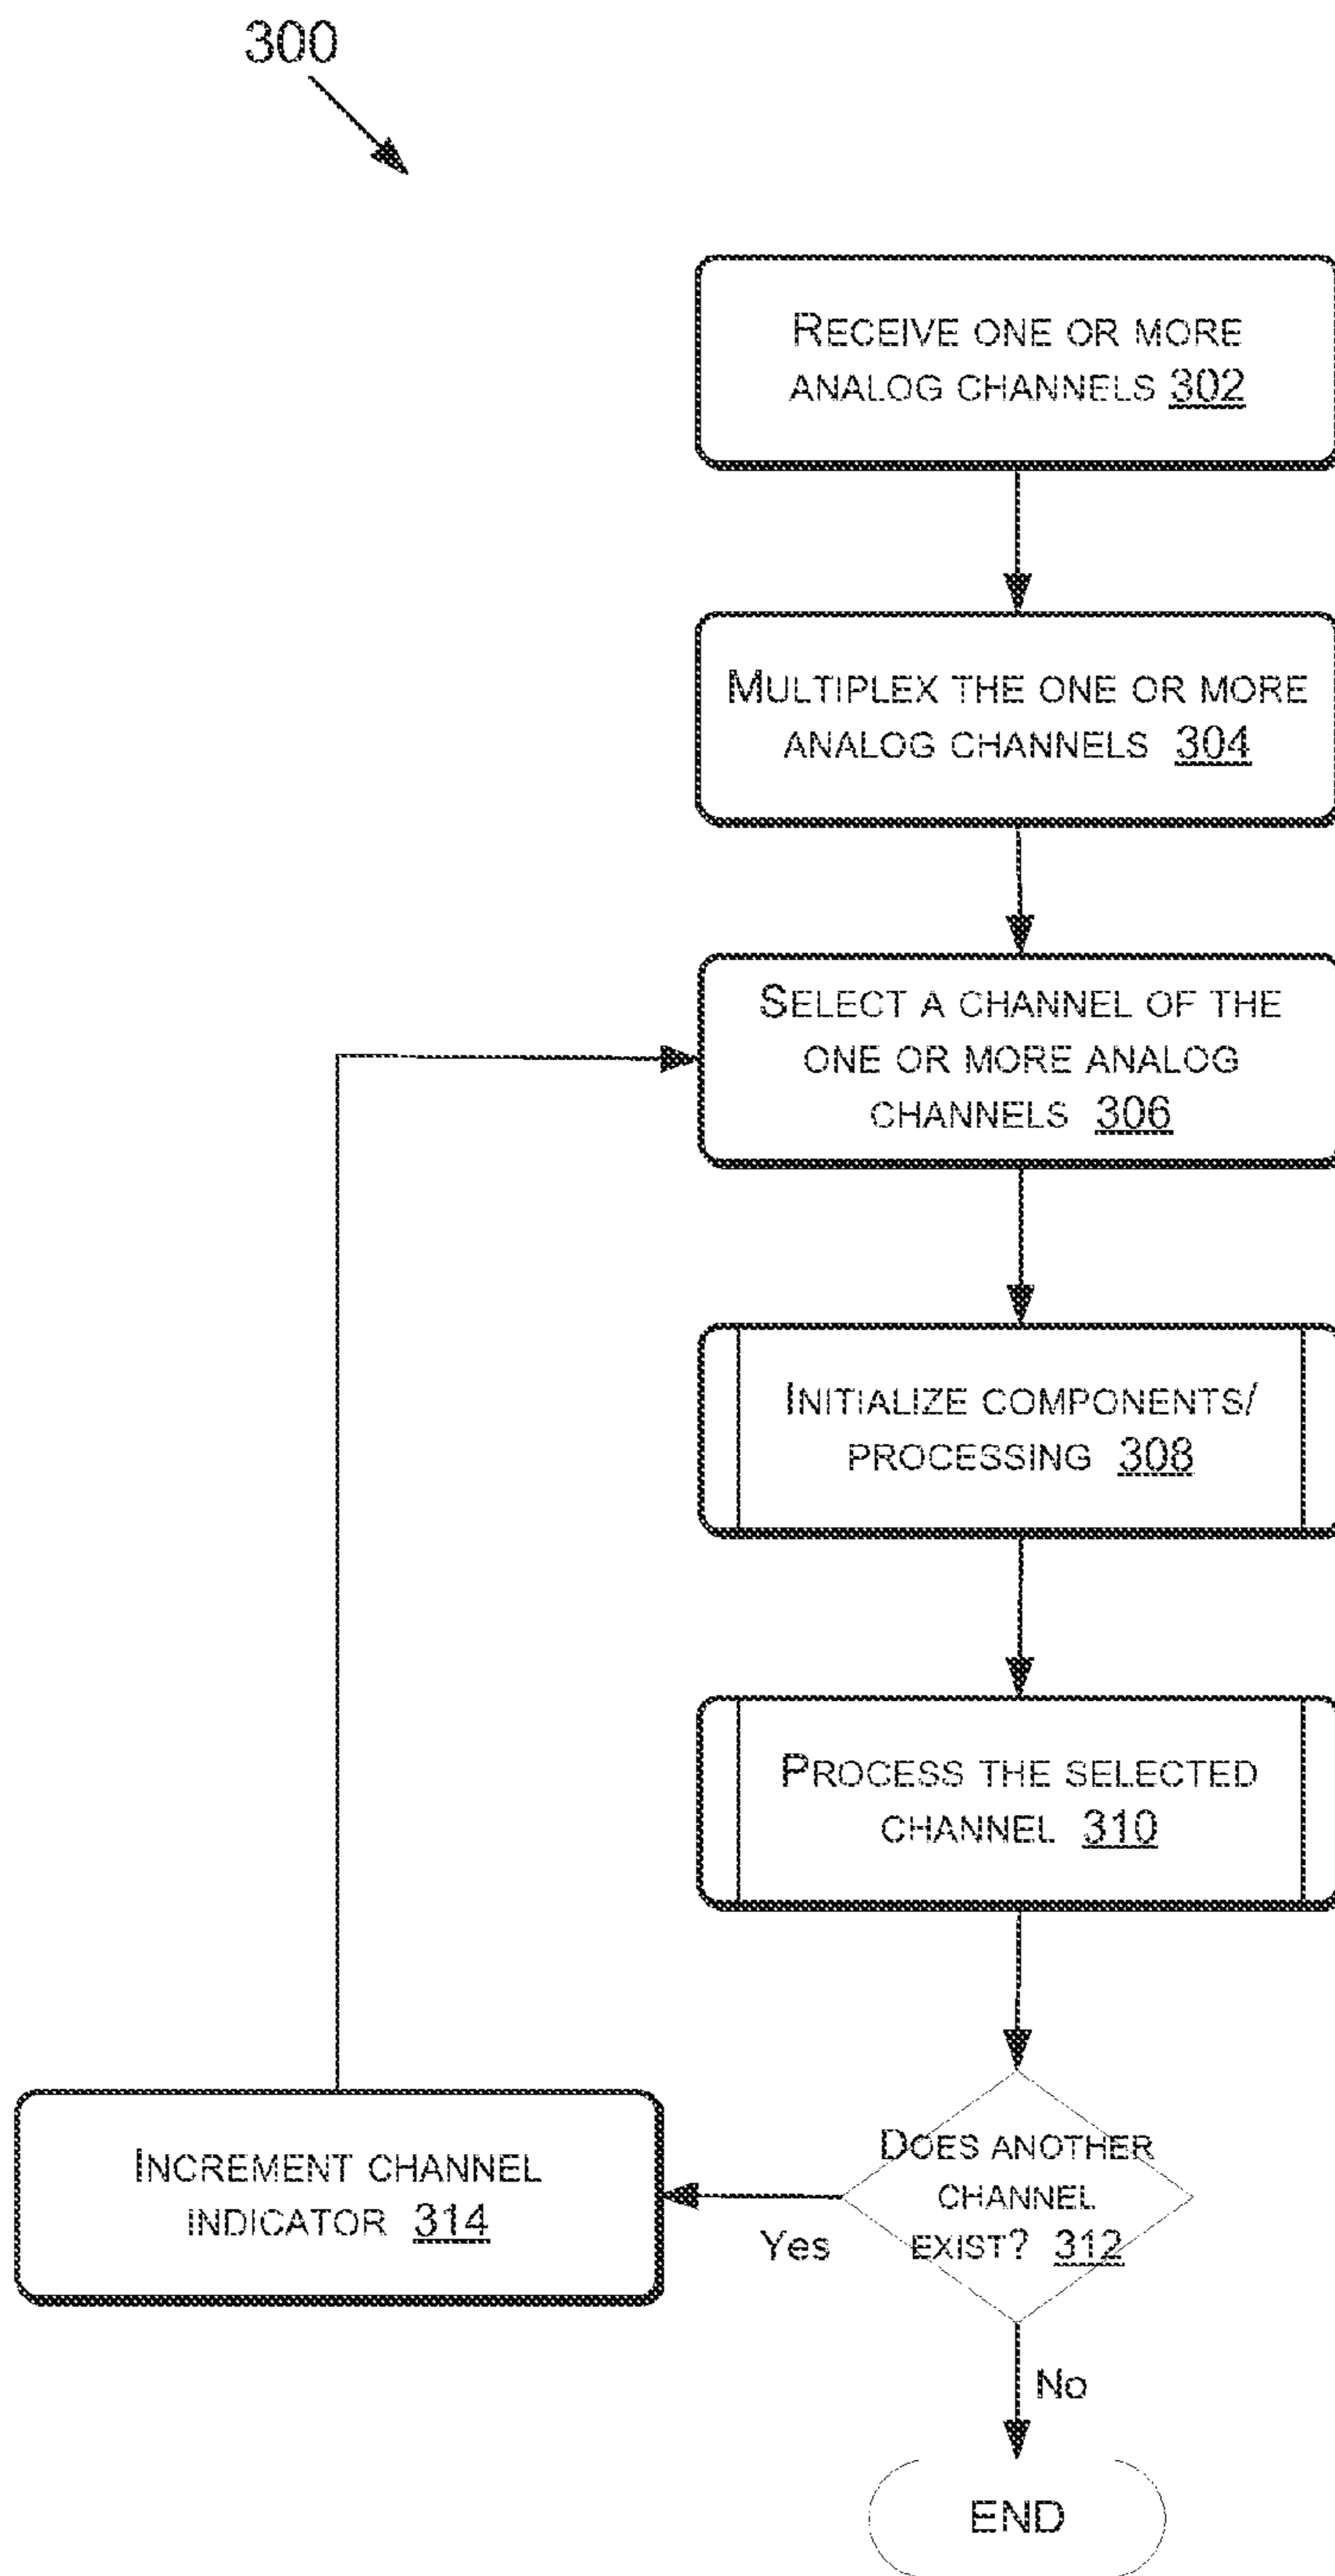 300
RECEIVE ONE OR MORE
ANALOG CHANNELS 302
MULTIPLEX THE ONE OR MORE
ANALOG CHANNELS 304
SELECT A CHANNEL OF THE
ONE OR MORE ANALOG
CHANNELS 306
INITIALIZE COMPONENTS/
PROCESSING 308
PROCESS THE SELECTED
CHANNEL 310
DOES ANOTHER
CHANNEL
EXIST? 312
Yes
INCREMENT CHANNEL
INDICATOR 314
No
END